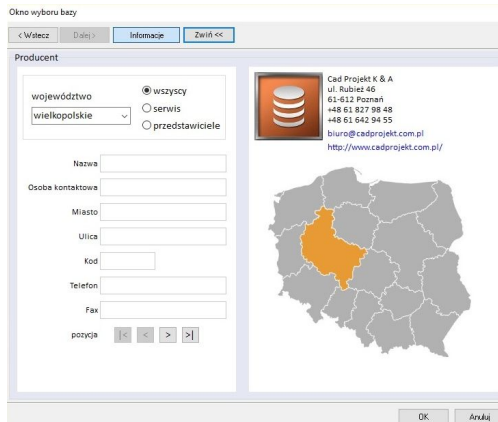 Okno wyboru bazy
< Wstecz Dalej > Informacje Zwiń <<
Producent
województwo
wielkopolskie
wszyscy
serwis
przedstawiciele
Nazwa
Osoba kontaktowa
Miasto
Ulica
Kod
Telefon
Fax
pozycja |< < > >|
Cad Projekt K & A
ul. Rubież 46
61-612 Poznań
+48 61 827 98 48
+48 61 642 94 55
biuro@cadprojekt.com.pl
http://www.cadprojekt.com.pl/
OK Anuluj